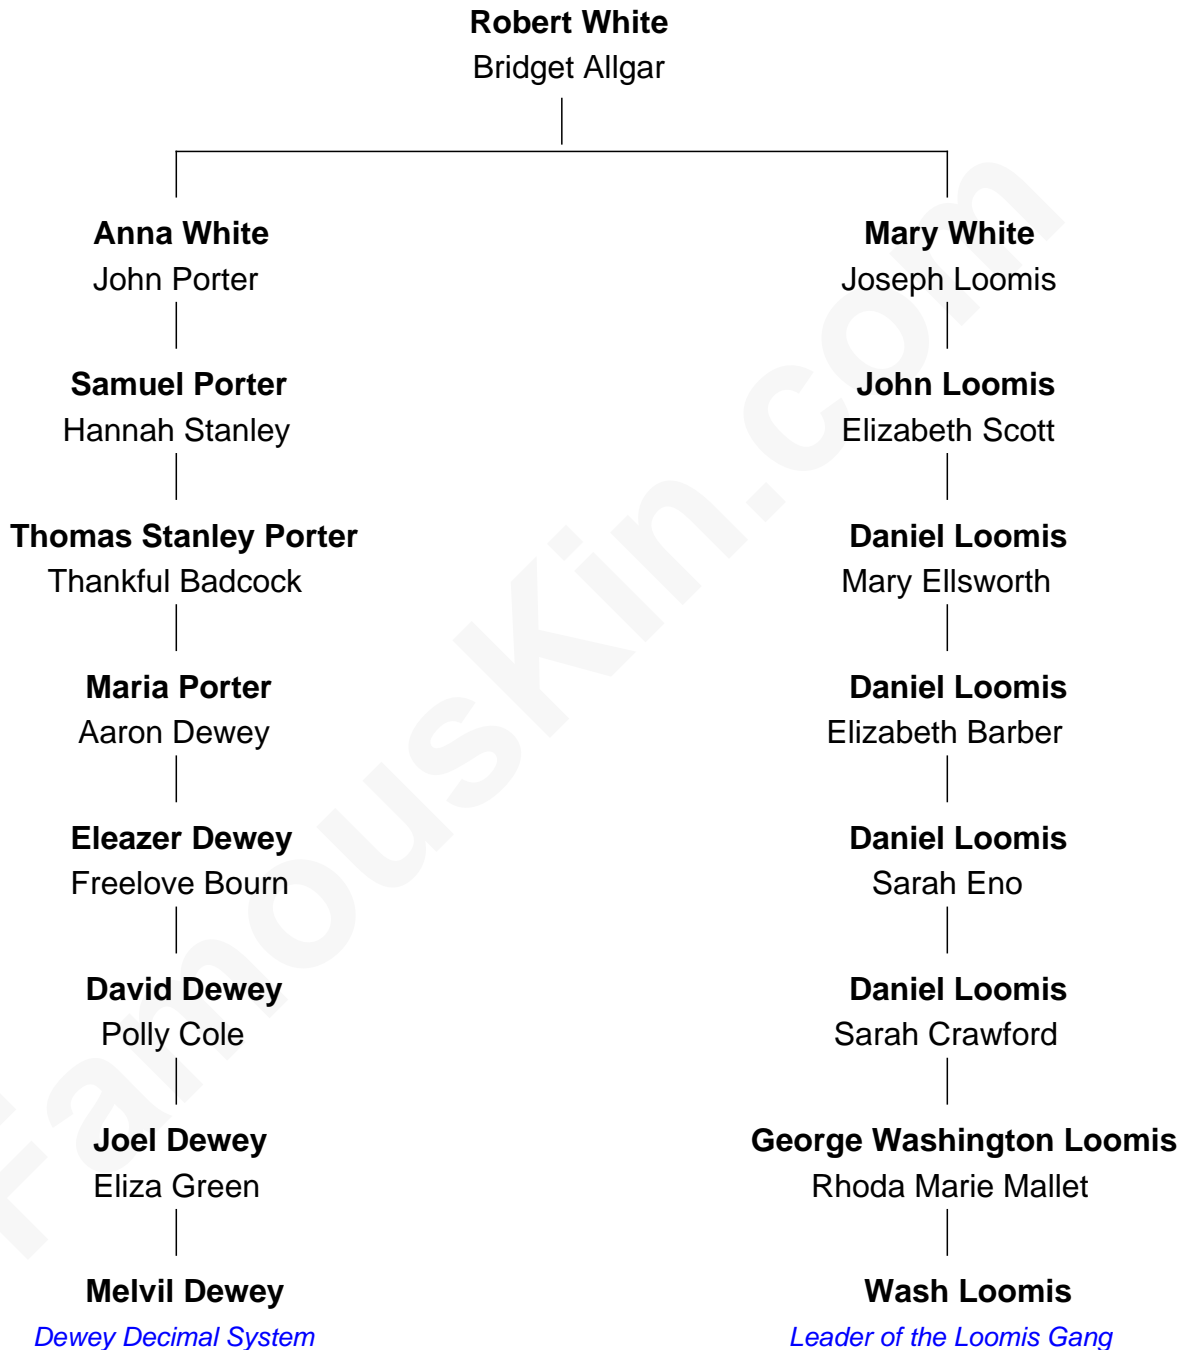 Robert White
Bridget Allgar
Anna White
John Porter
Samuel Porter
Hannah Stanley
Thomas Stanley Porter
Thankful Badcock
Maria Porter
Aaron Dewey
Eleazer Dewey
Freelove Bourn
David Dewey
Polly Cole
Joel Dewey
Eliza Green
Melvil Dewey
Dewey Decimal System
Mary White
Joseph Loomis
John Loomis
Elizabeth Scott
Daniel Loomis
Mary Ellsworth
Daniel Loomis
Elizabeth Barber
Daniel Loomis
Sarah Eno
Daniel Loomis
Sarah Crawford
George Washington Loomis
Rhoda Marie Mallet
Wash Loomis
Leader of the Loomis Gang
FamousKin.com